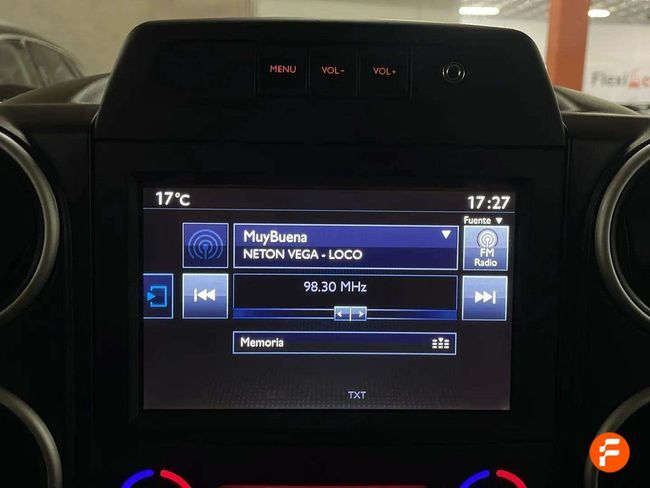 MENU VOL- VOL+
17°C 17:27
Fuente ▼
MuyBuena ▼
NETON VEGA - LOCO
FM
Radio
98.30 MHz
Memoria
TXT